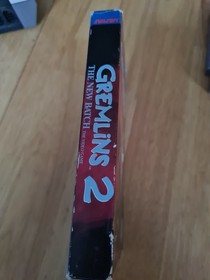 GREMLINS 2
THE NEW BATCH